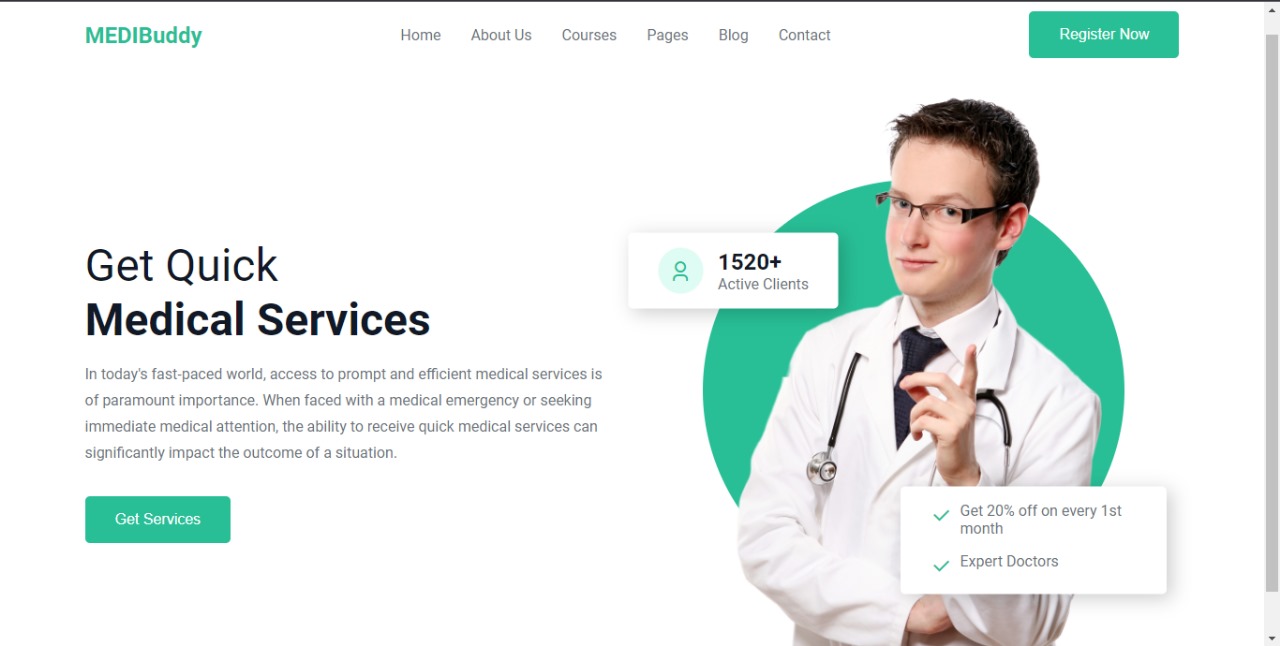 MEDIBuddy
Home
About Us
Courses
Pages
Blog
Contact
Register Now
Get Quick
Medical Services
In today's fast-paced world, access to prompt and efficient medical services is
of paramount importance. When faced with a medical emergency or seeking
immediate medical attention, the ability to receive quick medical services can
significantly impact the outcome of a situation.
Get Services
1520+
Active Clients
Get 20% off on every 1st
month
Expert Doctors